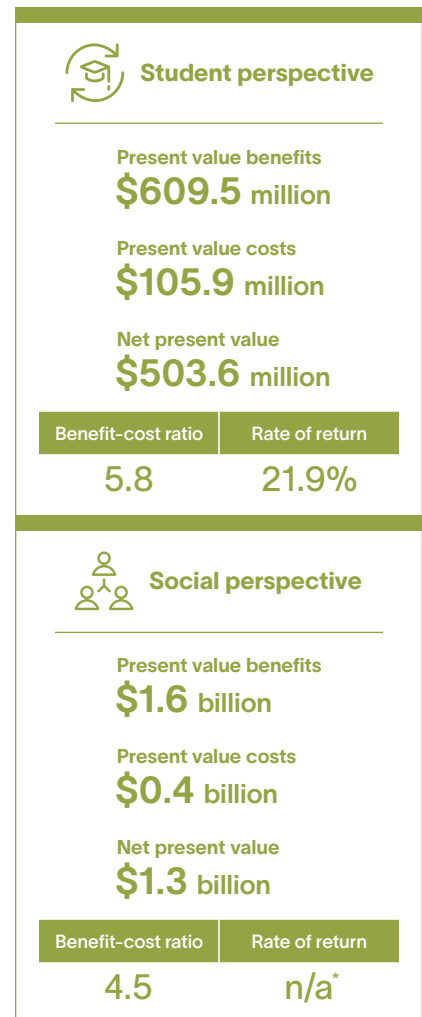 Student perspective
Present value benefits
$609.5 million
Present value costs
$105.9 million
Net present value
$503.6 million
Benefit-cost ratio Rate of return
5.8 21.9%
Social perspective
Present value benefits
$1.6 billion
Present value costs
$0.4 billion
Net present value
$1.3 billion
Benefit-cost ratio Rate of return
4.5 n/a*